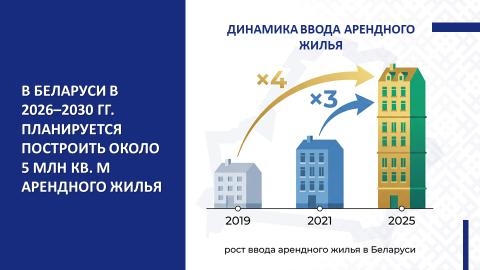 В БЕЛАРУСИ В
2026–2030 ГГ.
ПЛАНИРУЕТСЯ
ПОСТРОИТЬ ОКОЛО
5 МЛН КВ. М
АРЕНДНОГО ЖИЛЬЯ
ДИНАМИКА ВВОДА АРЕНДНОГО
ЖИЛЬЯ
×4
×3
2019
2021
2025
рост ввода арендного жилья в Беларуси